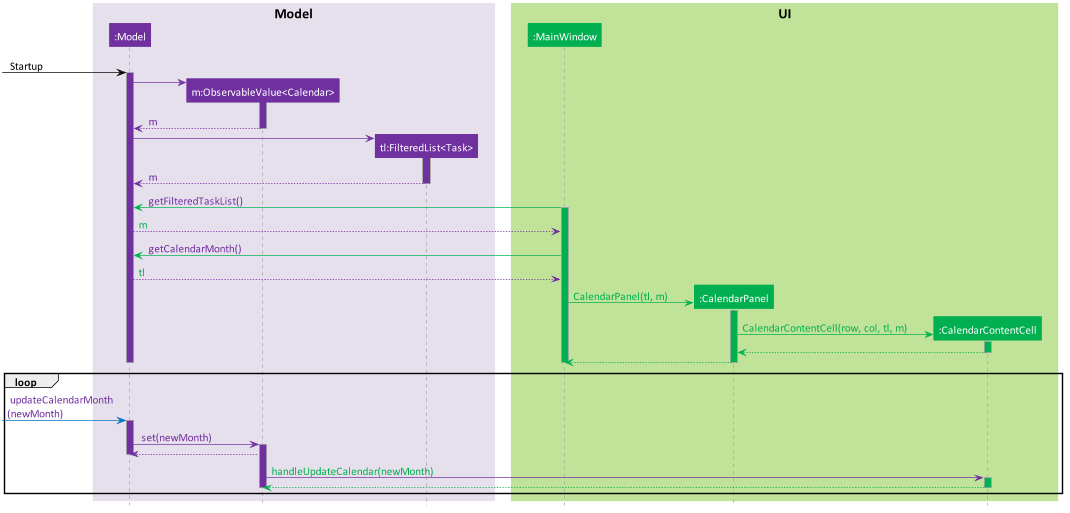 Model
UI
:Model
:MainWindow
Startup
m:ObservableValue<Calendar>
m
tl:FilteredList<Task>
m
getFilteredTaskList()
m
getCalendarMonth()
tl
CalendarPanel(tl, m)
:CalendarPanel
CalendarContentCell(row, col, tl, m)
:CalendarContentCell
loop
updateCalendarMonth
(newMonth)
set(newMonth)
handleUpdateCalendar(newMonth)